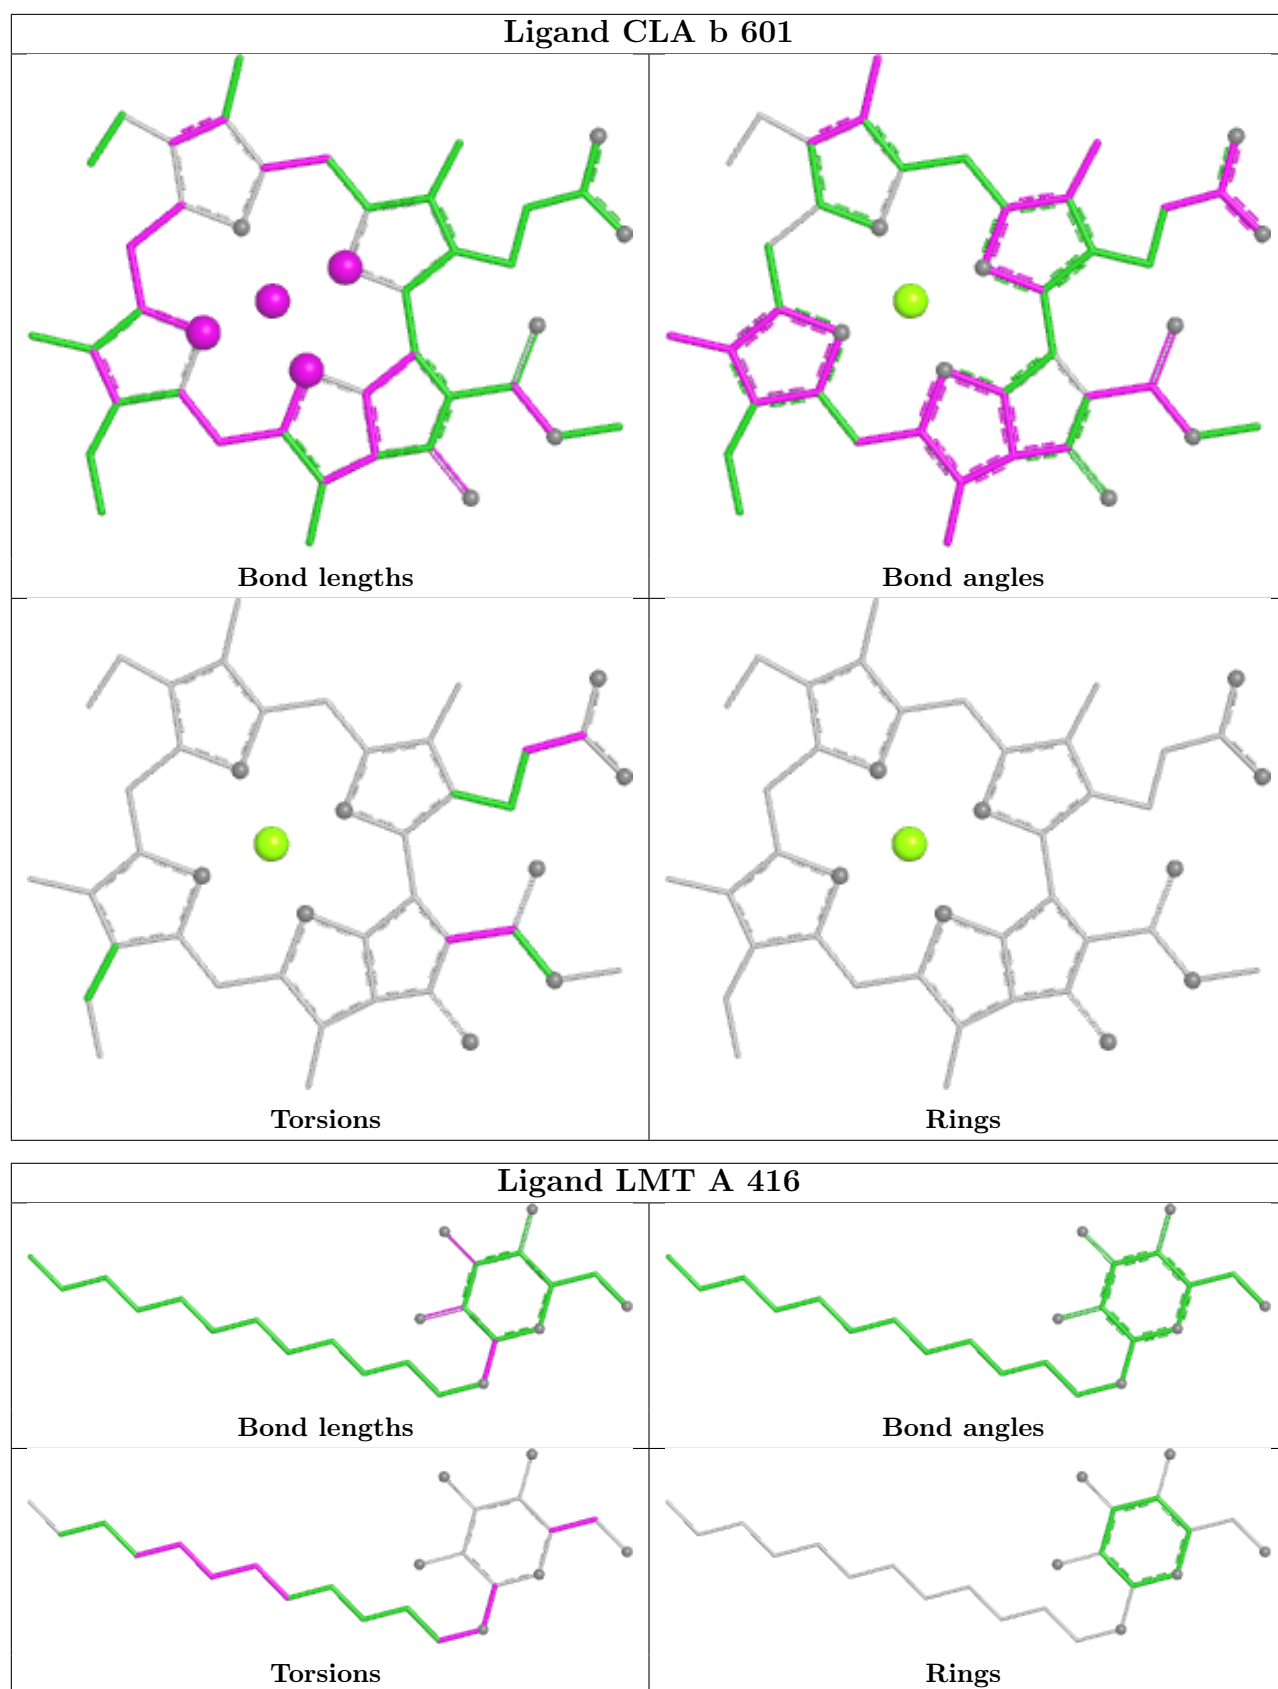 Ligand CLA b 601
Bond lengths
Bond angles
Torsions
Rings
Ligand LMT A 416
Bond lengths
Bond angles
Torsions
Rings